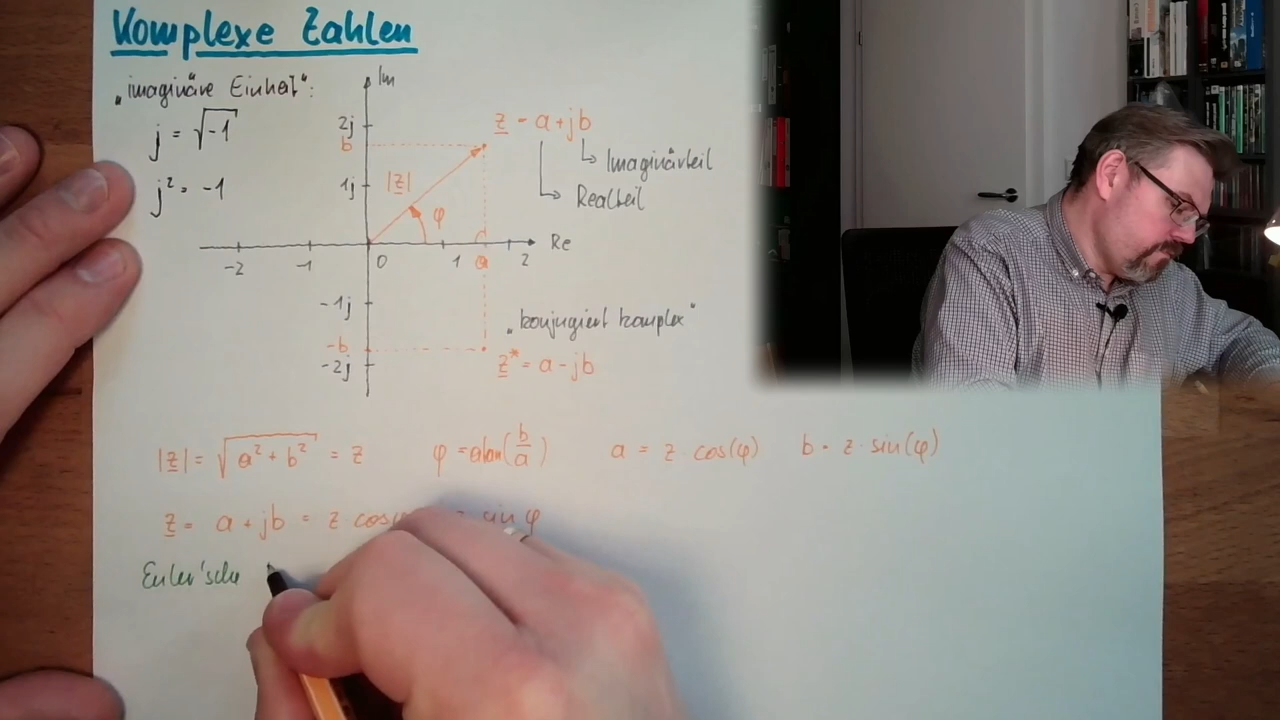 Komplexe Zahlen
„imaginäre Einheit":
j = √-1
j² = -1
Im
2j
b
1j
|z|
φ
z = a + jb
Imaginärteil
Realteil
-2 -1 0 1 a 2 Re
-1j
-b
-2j
„konjugiert komplex"
z* = a - jb
|z| = √a² + b² = z φ = atan(b/a) a = z · cos(φ) b = z · sin(φ)
z = a + jb = z cos sin φ
Euler'sche